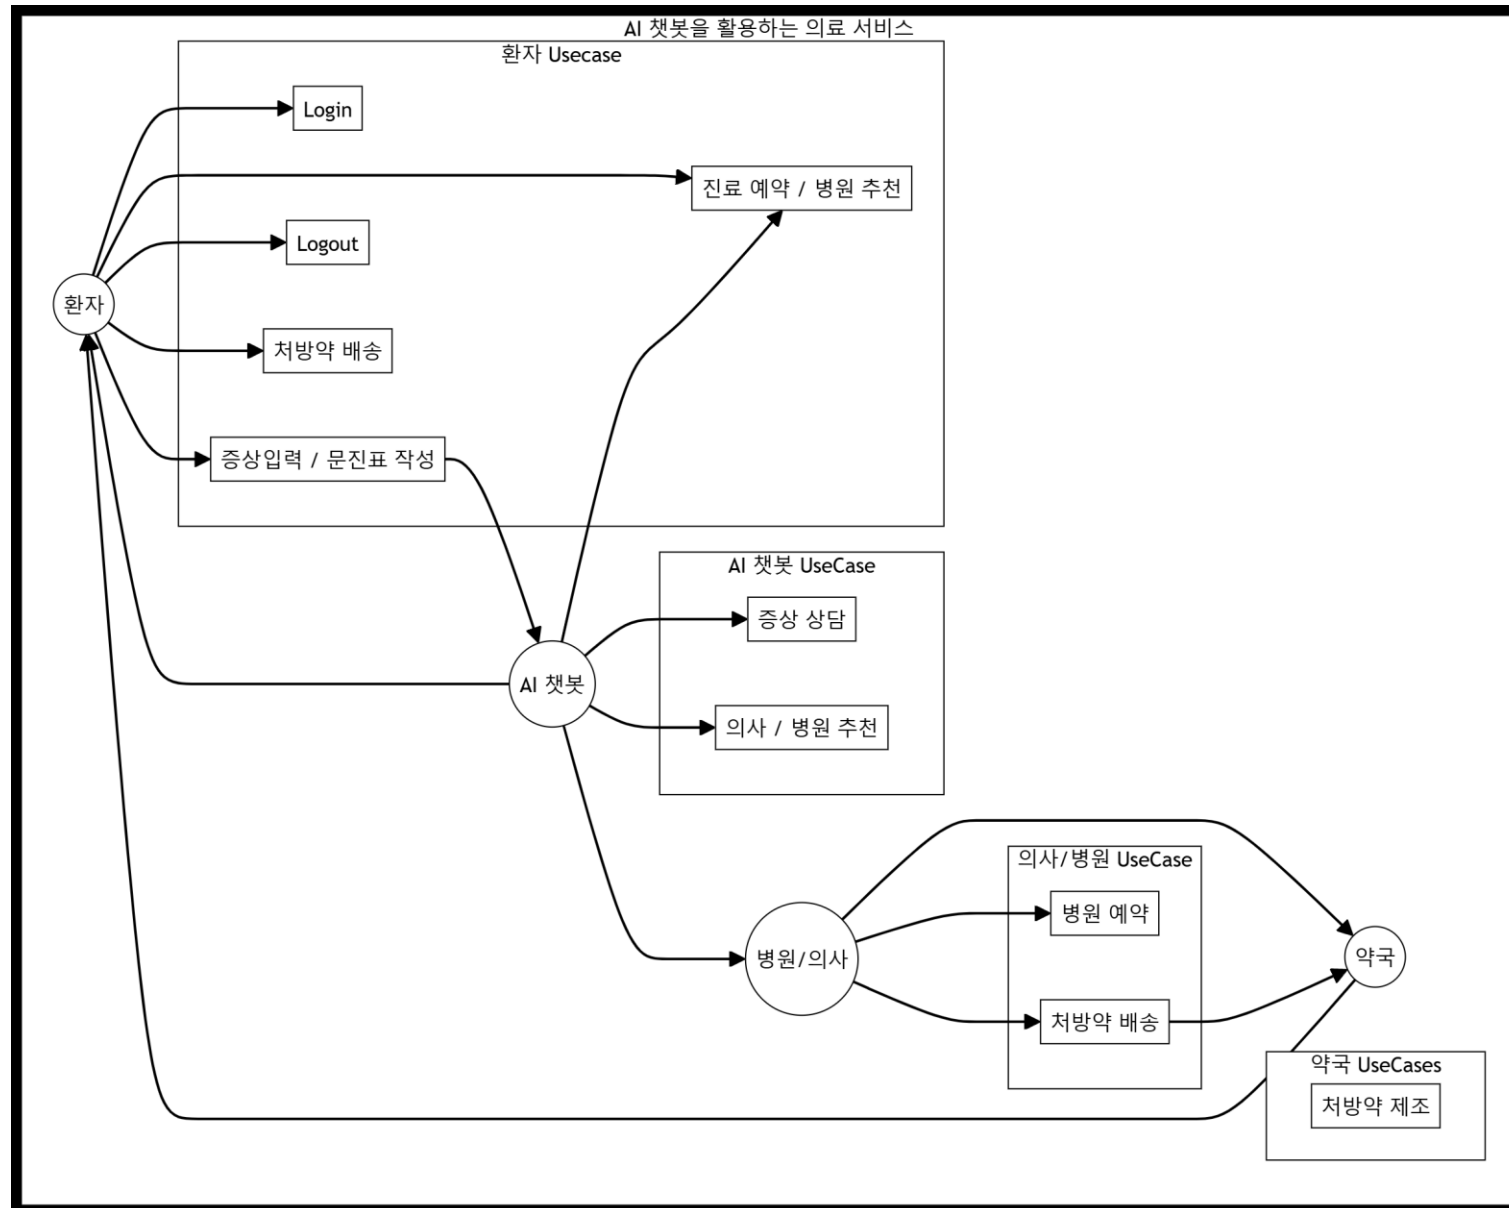 AI 챗봇을 활용하는 의료 서비스
환자 Usecase
Login
진료 예약 / 병원 추천
Logout
환자
처방약 배송
증상입력 / 문진표 작성
AI 챗봇 UseCase
증상 상담
AI 챗봇
의사 / 병원 추천
의사/병원 UseCase
병원 예약
병원/의사
약국
처방약 배송
약국 UseCases
처방약 제조